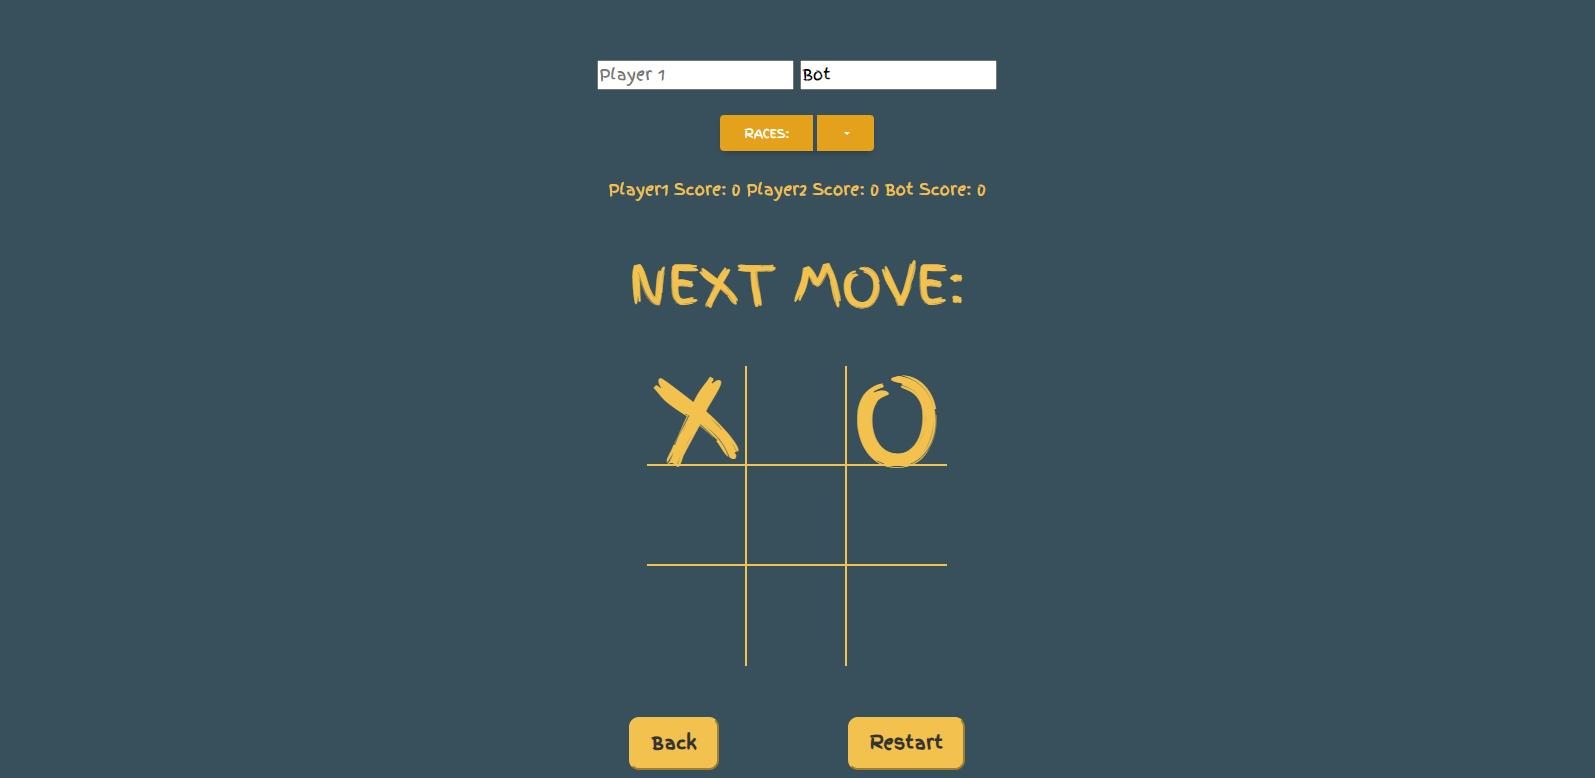 Player 1 Bot
RACES:
Player1 Score: 0 Player2 Score: 0 Bot Score: 0
NEXT MOVE:
X O
Back Restart